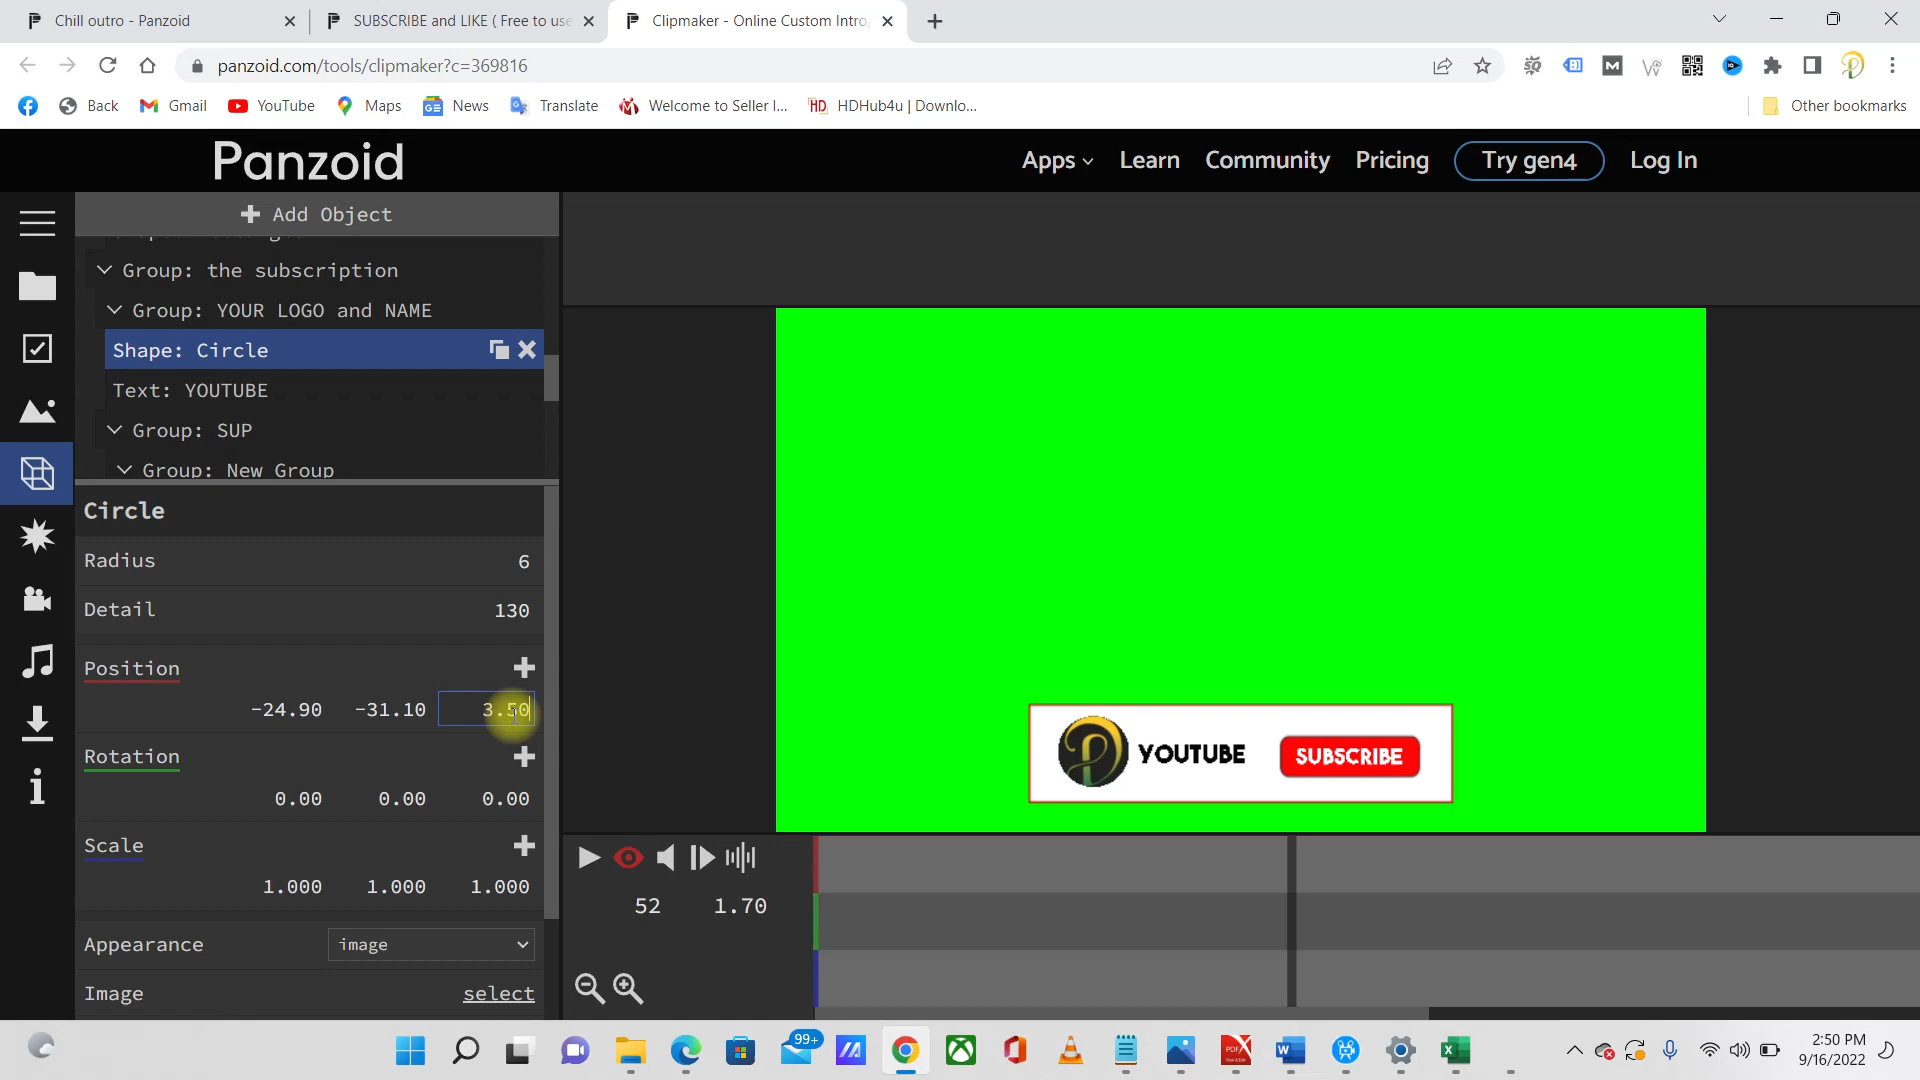 Chill outro - Panzoid
SUBSCRIBE and LIKE ( Free to use
Clipmaker - Online Custom Intro
panzoid.com/tools/clipmaker?c=369816
Back
Gmail
YouTube
Maps
News
Translate
Welcome to Seller I...
HD HDHub4u | Downlo...
Other bookmarks
Panzoid
Apps
Learn
Community
Pricing
Try gen4
Log In
Add Object
Group: the subscription
Group: YOUR LOGO and NAME
Shape: Circle
Text: YOUTUBE
Group: SUP
Group: New Group
Circle
Radius 6
Detail 130
Position
-24.90 -31.10 3.50
Rotation
0.00 0.00 0.00
Scale
1.000 1.000 1.000
Appearance image
Image select
YOUTUBE
SUBSCRIBE
52 1.70
99+
2:50 PM
9/16/2022